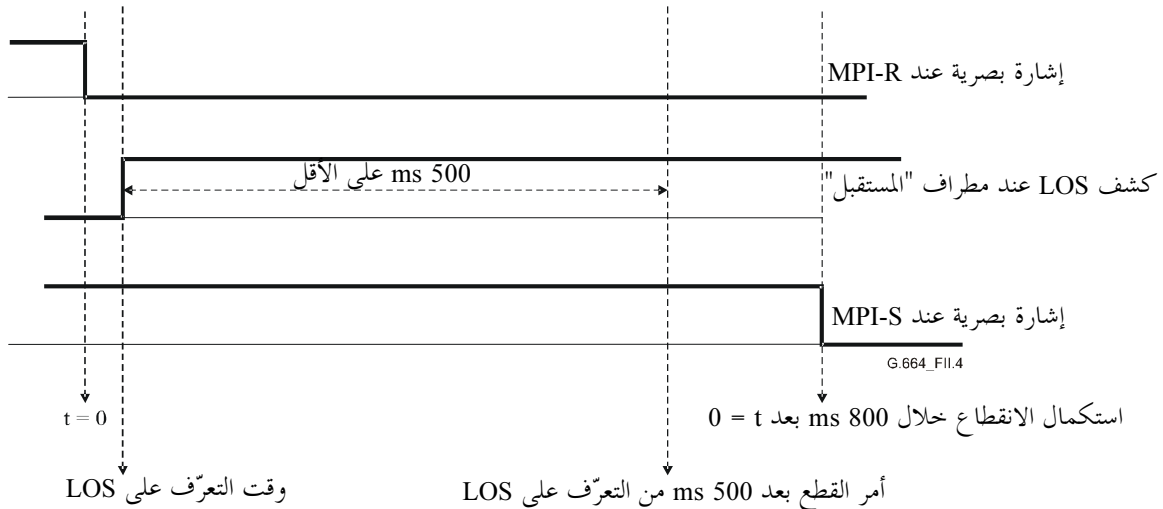 إشارة بصرية عند MPI-R
500 ms على الأقل
كشف LOS عند مطراف "المستقبل"
إشارة بصرية عند MPI-S
G.664_FII.4
t = 0
استكمال الانقطاع خلال 800 ms بعد t = 0
وقت التعرّف على LOS
أمر القطع بعد 500 ms من التعرّف على LOS